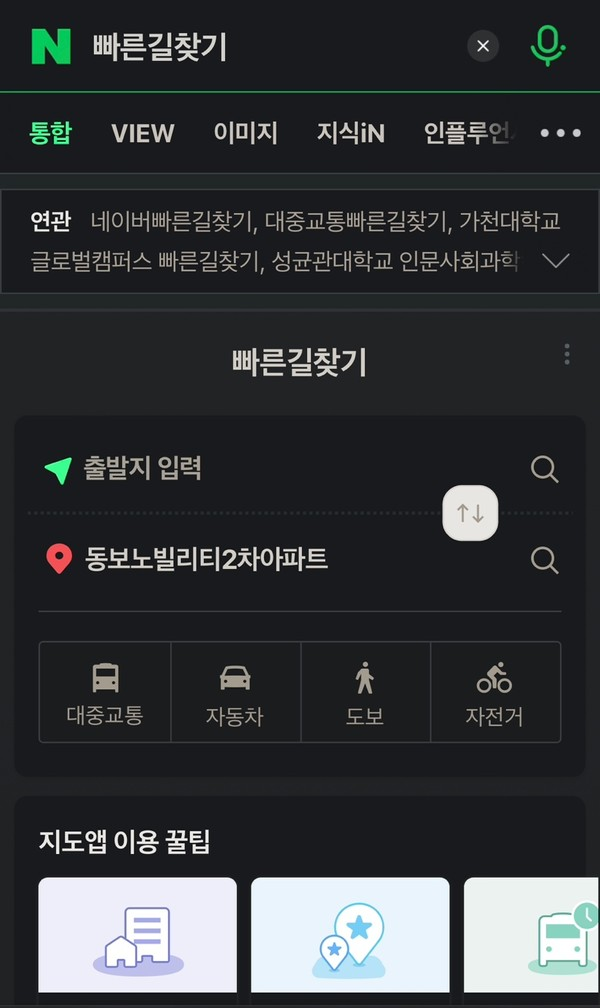 N 빠른길찾기
통합 VIEW 이미지 지식iN 인플루언
연관 네이버빠른길찾기, 대중교통빠른길찾기, 가천대학교
글로벌캠퍼스 빠른길찾기, 성균관대학교 인문사회과학
빠른길찾기
출발지 입력
동보노빌리티2차아파트
대중교통 자동차 도보 자전거
지도앱 이용 꿀팁